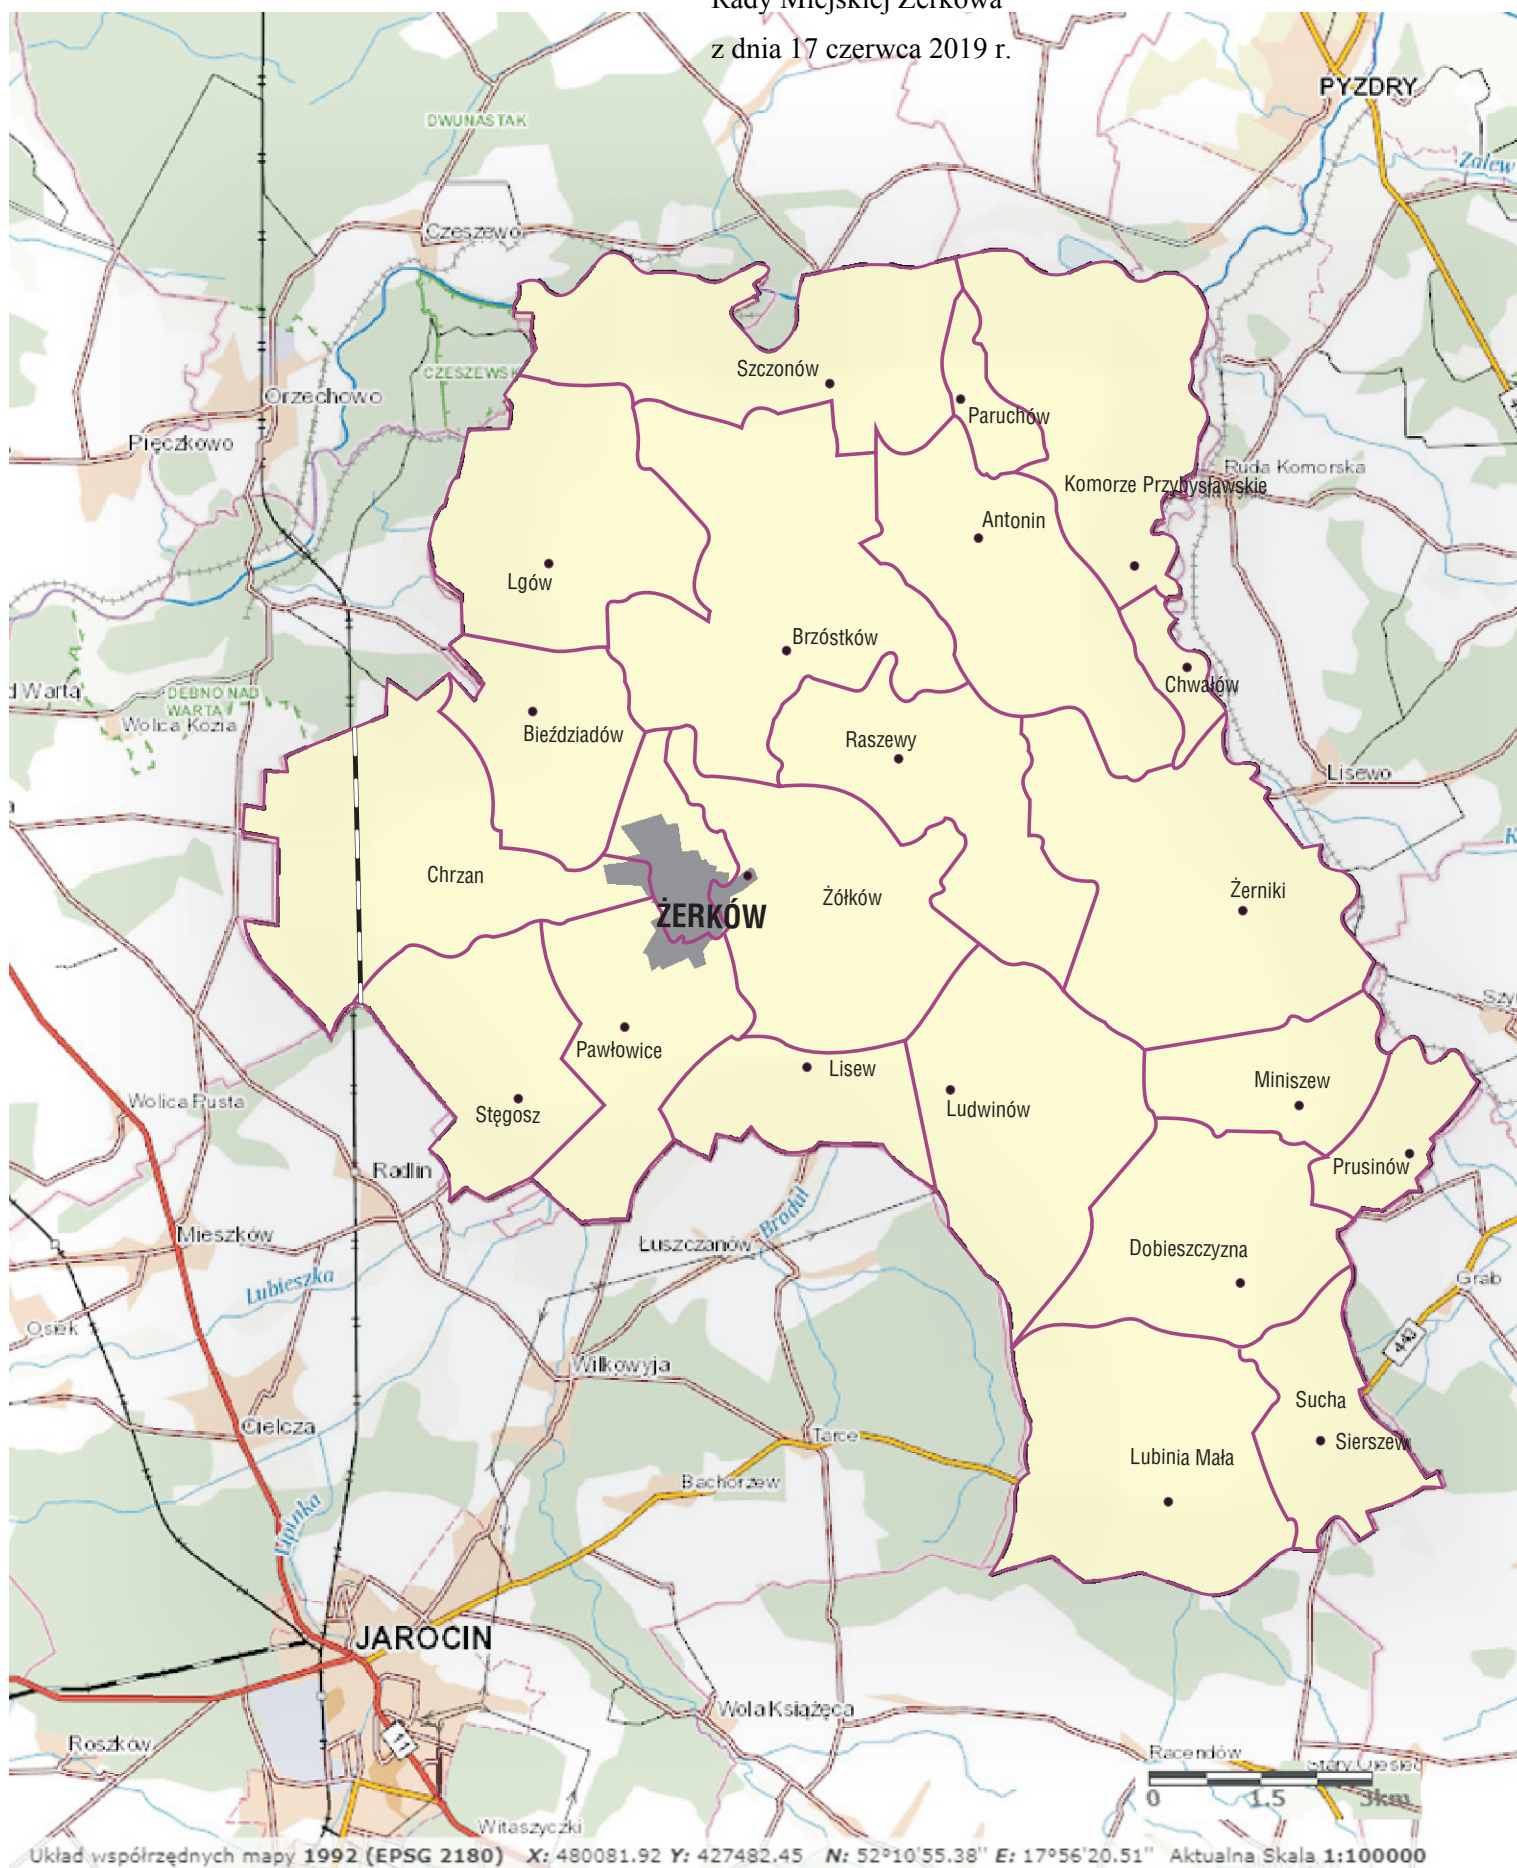 Rady Miejskiej Żerkowa
z dnia 17 czerwca 2019 r.
PYZDRY
DWUNASTAK
Zalew
Czeszewo
CZESZEWSK
Szczonów
Orzechowo
Paruchów
Pięczkowo
Ruda Komorska
Komorze Przybysławskie
Antonin
Lgów
Brzóstków
d Warta
DĘBNO NAD
WARTĄ
Wolica Kozia
Chwałów
Bieździadów
Raszewy
Lisewo
K
Chrzan
Żółków
Żerniki
ŻERKÓW
Szy
Pawłowice
Lisew
Miniszew
Wolica Pusta
Stęgosz
Ludwinów
Radlin
Prusinów
Mieszków
Łuszczanów
Brodal
Dobieszczyzna
Lubieszka
Grab
Osiek
443
Wilkowyja
Sucha
Cielcza
Tarce
Sierszew
Lubinia Mała
Bachorzew
Lipinka
JAROCIN
Wola Książęca
11
Roszków
Racendów
0 1.5 3km
Witaszyczki
Układ współrzędnych mapy 1992 (EPSG 2180) X: 480081.92 Y: 427482.45 N: 52°10'55.38" E: 17°56'20.51" Aktualna Skala 1:100000